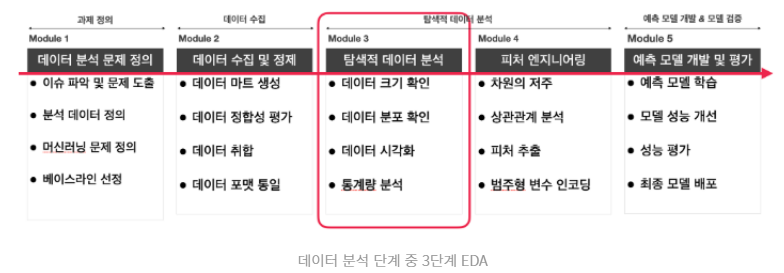 과제 정의
데이터 수집
탐색적 데이터 분석
예측 모델 개발 & 모델 검증
Module 1
Module 2
Module 3
Module 4
Module 5
데이터 분석 문제 정의
데이터 수집 및 정제
탐색적 데이터 분석
피처 엔지니어링
예측 모델 개발 및 평가
● 이슈 파악 및 문제 도출
● 분석 데이터 정의
● 머신러닝 문제 정의
● 베이스라인 선정
● 데이터 마트 생성
● 데이터 정합성 평가
● 데이터 취합
● 데이터 포맷 통일
● 데이터 크기 확인
● 데이터 분포 확인
● 데이터 시각화
● 통계량 분석
● 차원의 저주
● 상관관계 분석
● 피처 추출
● 범주형 변수 인코딩
● 예측 모델 학습
● 모델 성능 개선
● 성능 평가
● 최종 모델 배포
데이터 분석 단계 중 3단계 EDA